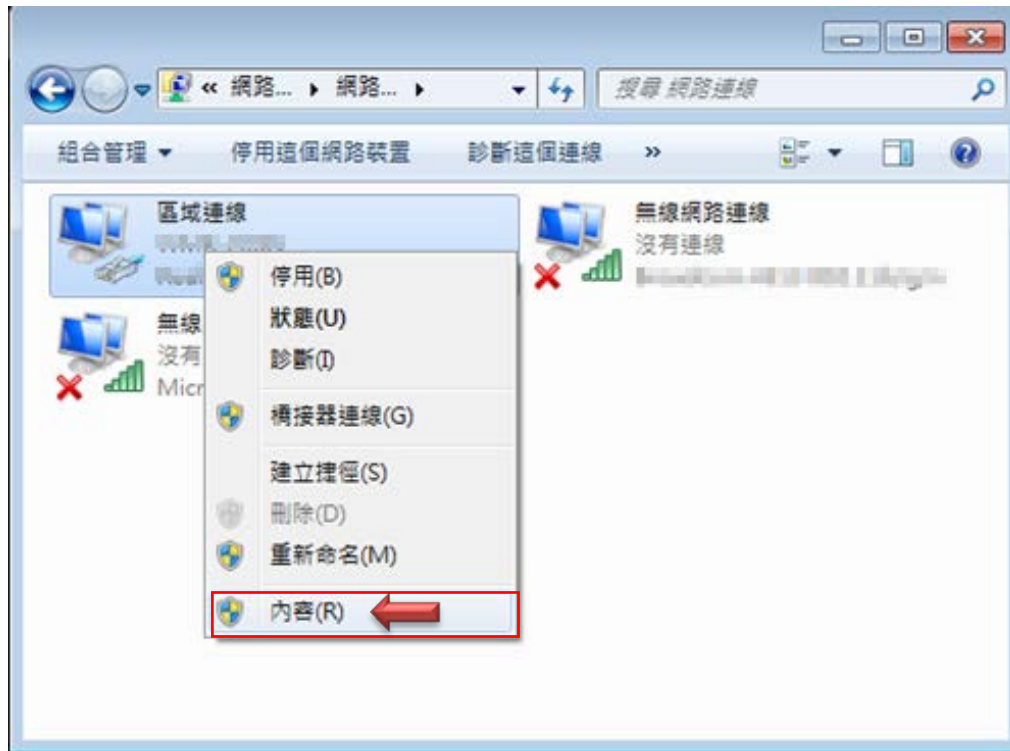 « 網路... ▸ 網路... ▸
搜尋 網路連線
組合管理 ▼ 停用這個網路裝置 診斷這個連線 »
區域連線
無線網路連線
沒有連線
無線
沒有
Micr
停用(B)
狀態(U)
診斷(I)
橋接器連線(G)
建立捷徑(S)
刪除(D)
重新命名(M)
內容(R)